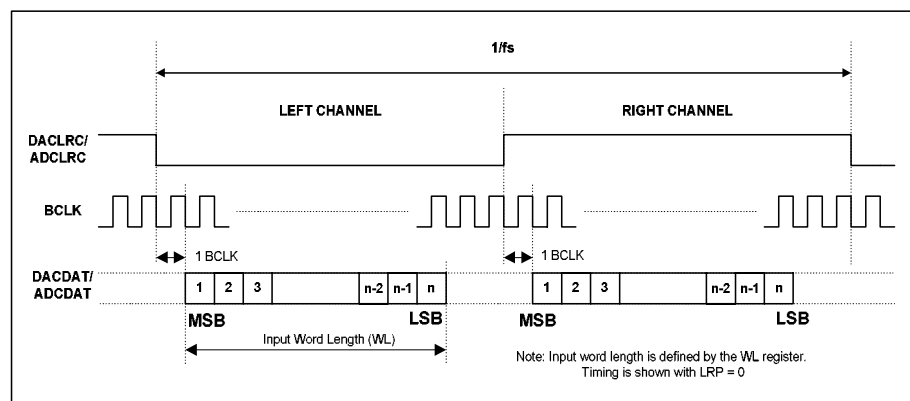 1/fs
LEFT CHANNEL
RIGHT CHANNEL
DACLRC/
ADCLRC
BCLK
1 BCLK
1 BCLK
DACDAT/
ADCDAT
1 2 3 n-2 n-1 n
1 2 3 n-2 n-1 n
MSB
LSB
MSB
LSB
Input Word Length (WL)
Note: Input word length is defined by the WL register.
Timing is shown with LRP = 0